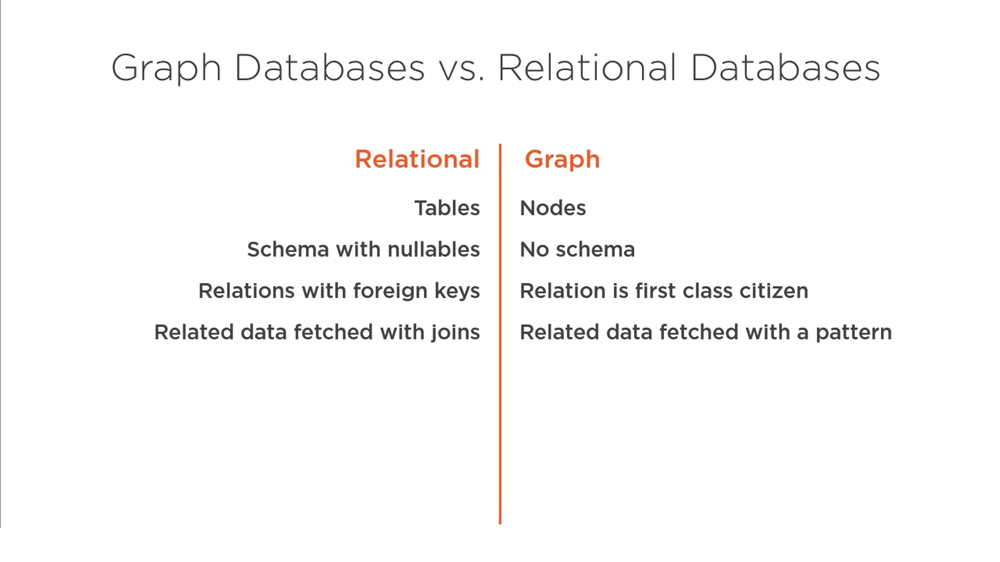 Graph Databases vs. Relational Databases
Relational
Graph
Tables
Nodes
Schema with nullables
No schema
Relations with foreign keys
Relation is first class citizen
Related data fetched with joins
Related data fetched with a pattern